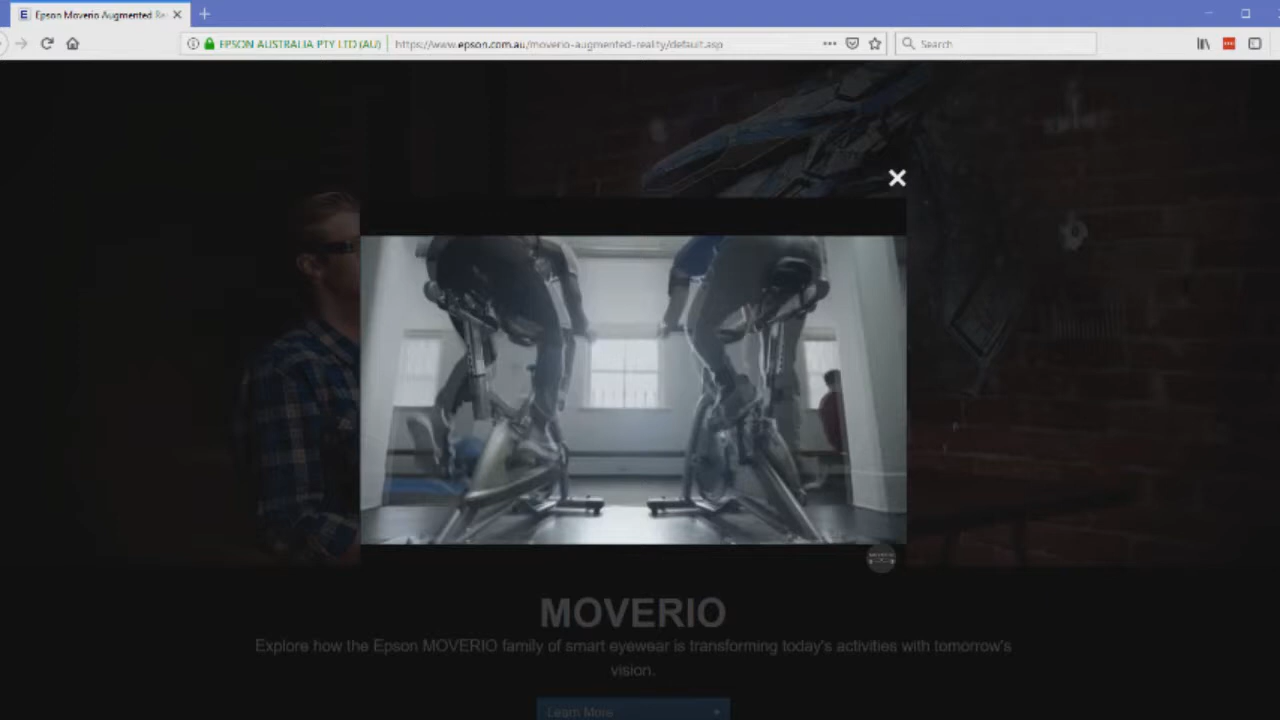 Epson Moverio Augmented Re
EPSON AUSTRALIA PTY LTD (AU)
https://www.epson.com.au/moverio-augmented-reality/default.asp
Search
MOVERIO
Explore how the Epson MOVERIO family of smart eyewear is transforming today's activities with tomorrow's
vision.
Learn More